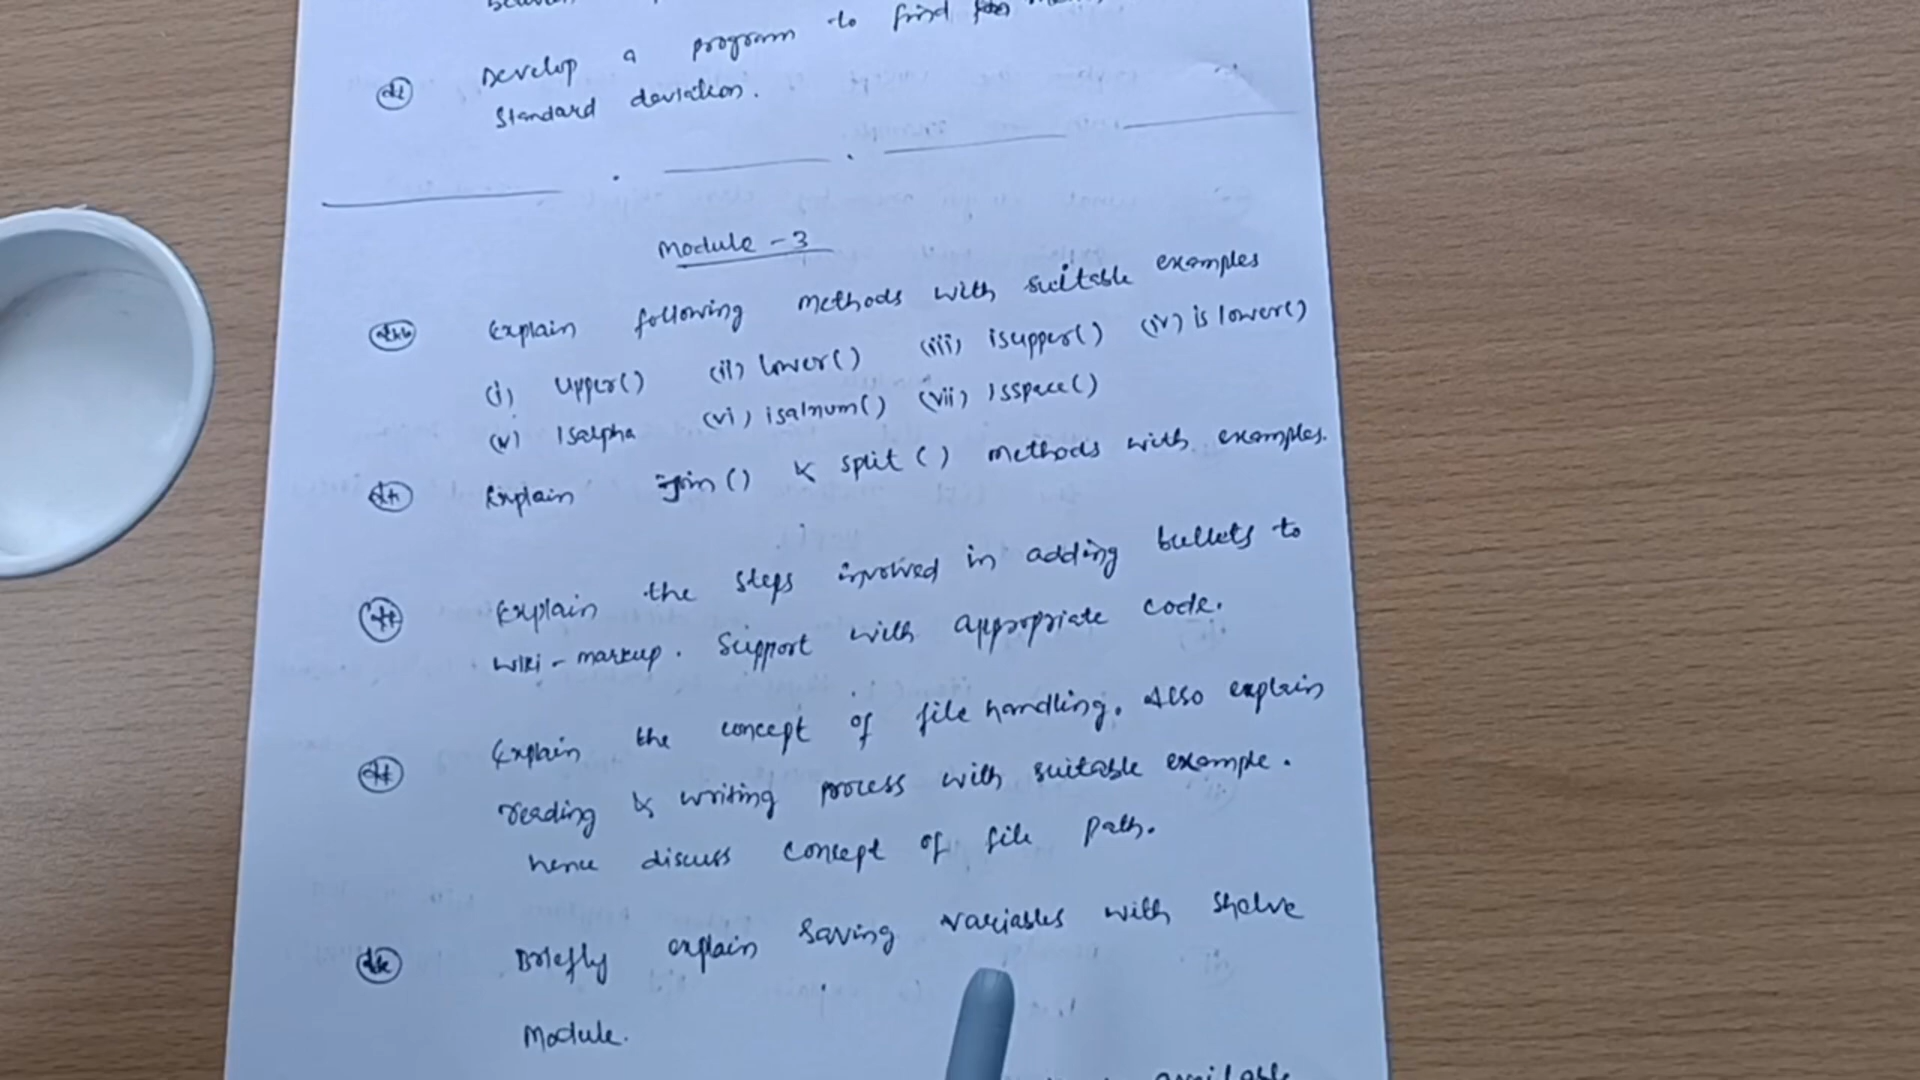 Develop a program to find
Standard deviation.
Module - 3
Explain following methods with suitable examples
(i) Upper() (ii) lower() (iii) isupper() (iv) is lower()
(v) Isalpha (vi) isalnum() (vii) Isspace()
Explain Join() & split() methods with examples.
Explain the steps involved in adding bullets to
wiki-markup. Support with appropriate code.
Explain the concept of file handling. Also explain
reading & writing process with suitable example.
hence discuss concept of file path.
Briefly explain saving variables with shelve
Module.
available